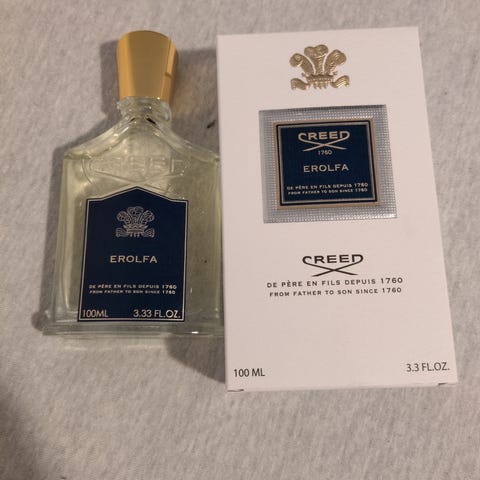 CREED
EROLFA
DE PÈRE EN FILS DEPUIS 1760
FROM FATHER TO SON SINCE 1760
100ML 3.33 FL.OZ.
CREED
1760
EROLFA
DE PÈRE EN FILS DEPUIS 1760
FROM FATHER TO SON SINCE 1760
CREED
DE PÈRE EN FILS DEPUIS 1760
FROM FATHER TO SON SINCE 1760
100 ML 3.3 FL.OZ.